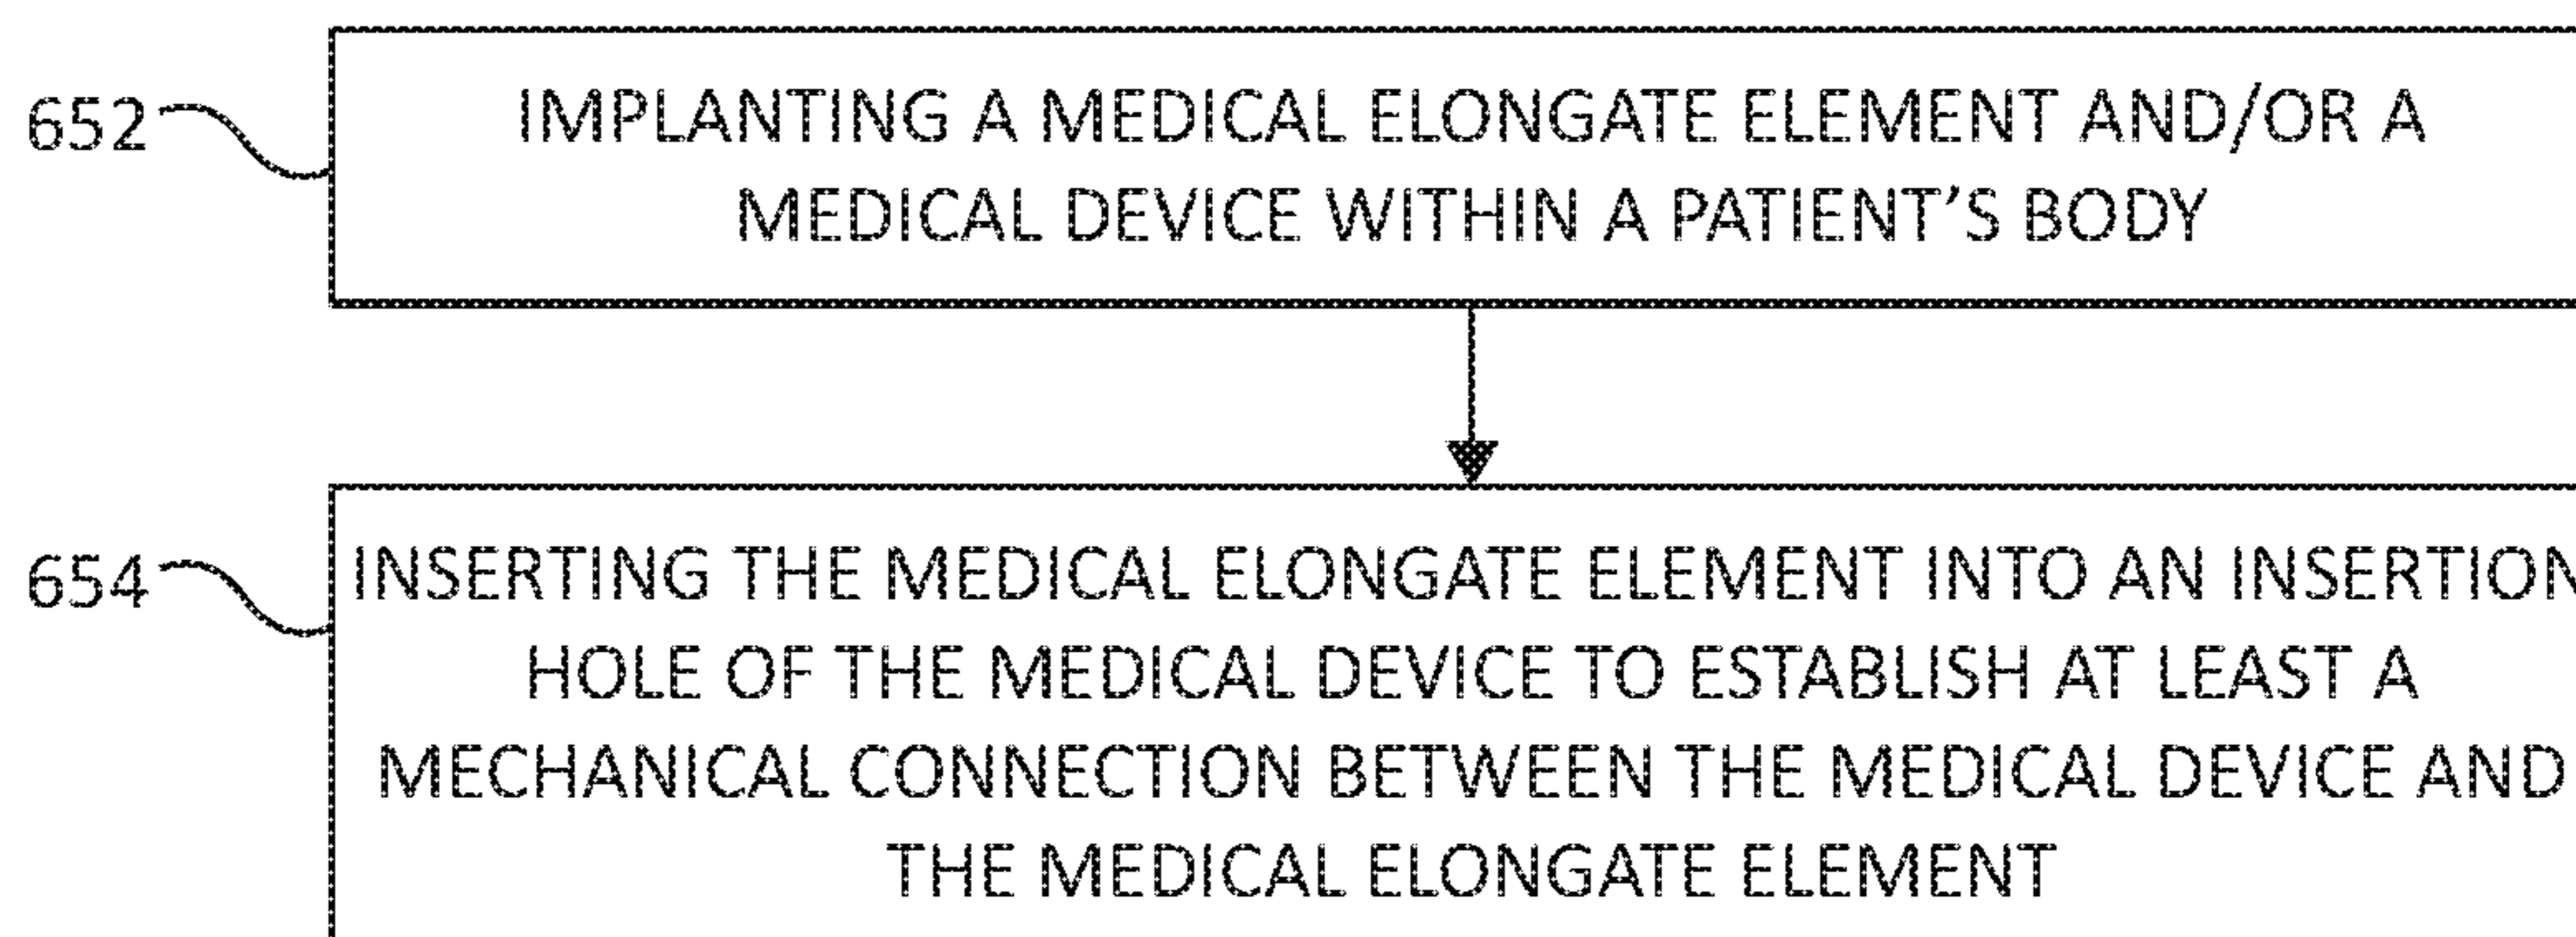 652
IMPLANTING A MEDICAL ELONGATE ELEMENT AND/OR A
MEDICAL DEVICE WITHIN A PATIENT’S BODY
654
INSERTING THE MEDICAL ELONGATE ELEMENT INTO AN INSERTION
HOLE OF THE MEDICAL DEVICE TO ESTABLISH AT LEAST A
MECHANICAL CONNECTION BETWEEN THE MEDICAL DEVICE AND
THE MEDICAL ELONGATE ELEMENT